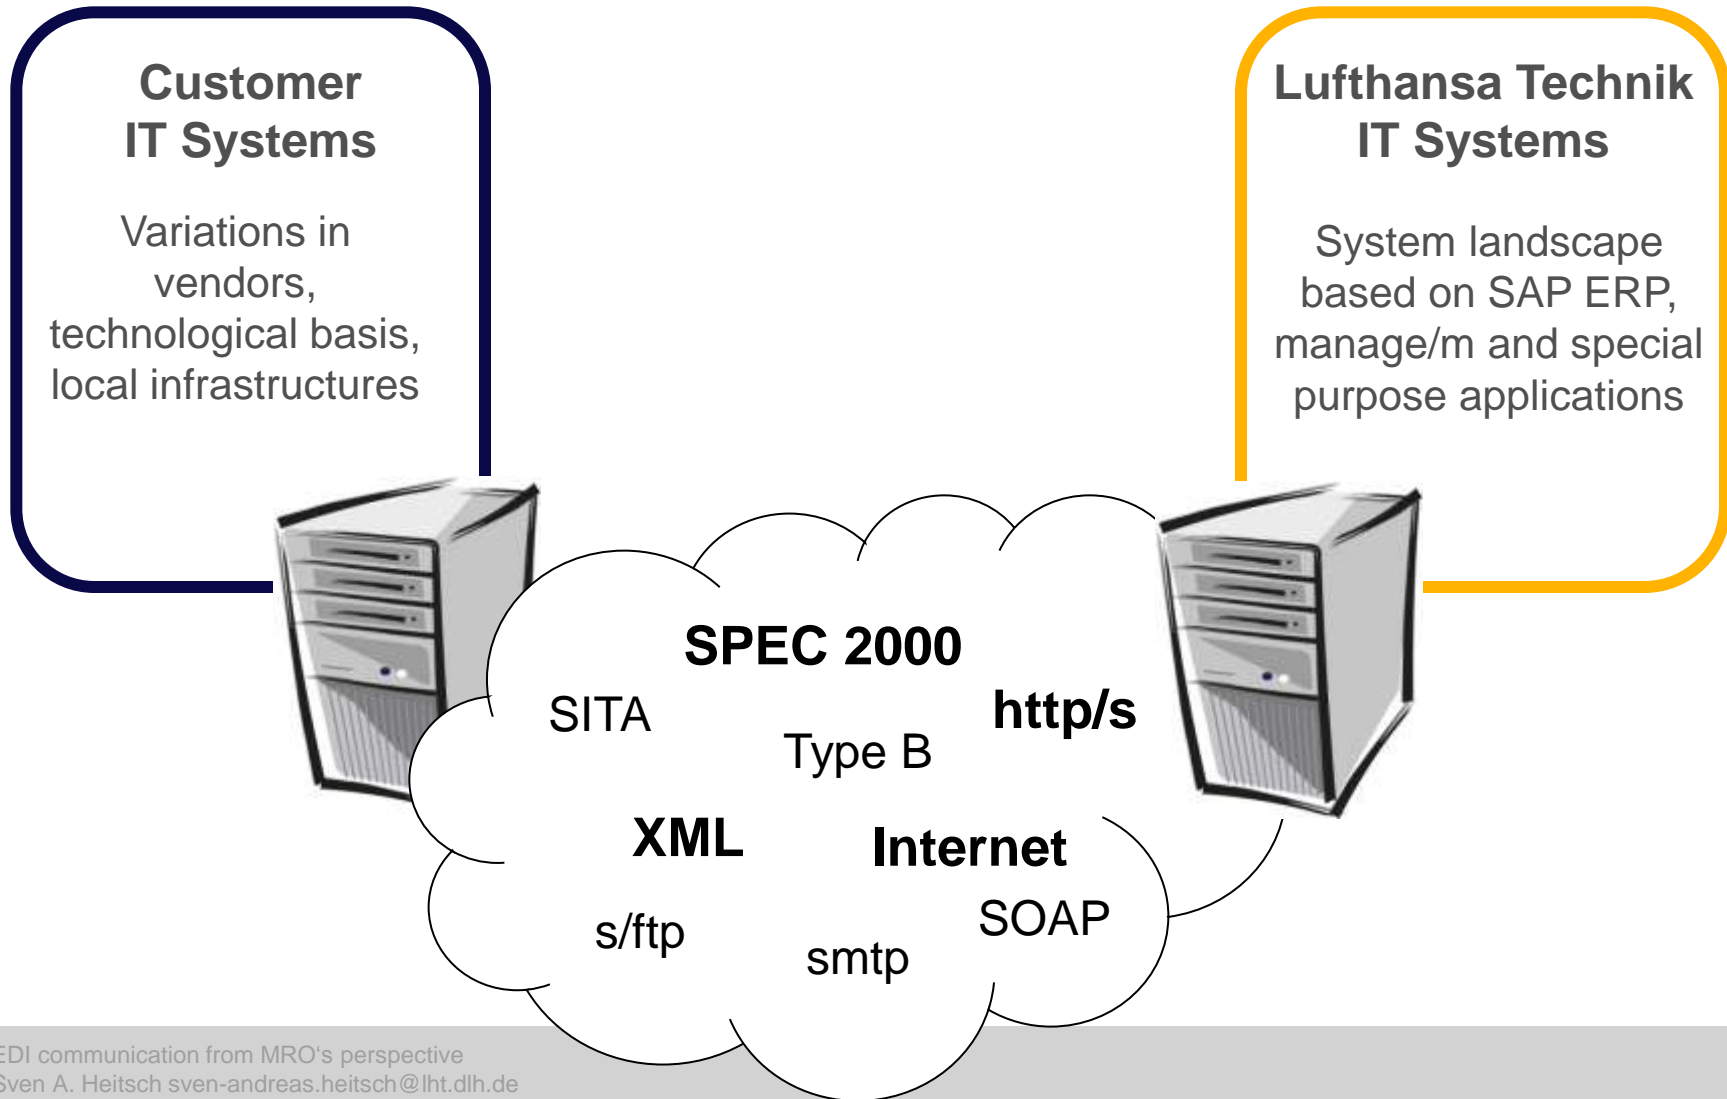 Customer
IT Systems
Variations in
vendors,
technological basis,
local infrastructures
Lufthansa Technik
IT Systems
System landscape
based on SAP ERP,
manage/m and special
purpose applications
SPEC 2000
SITA
http/s
Type B
XML
Internet
s/ftp
SOAP
smtp
EDI communication from MRO‘s perspective
Sven A. Heitsch sven-andreas.heitsch@lht.dlh.de